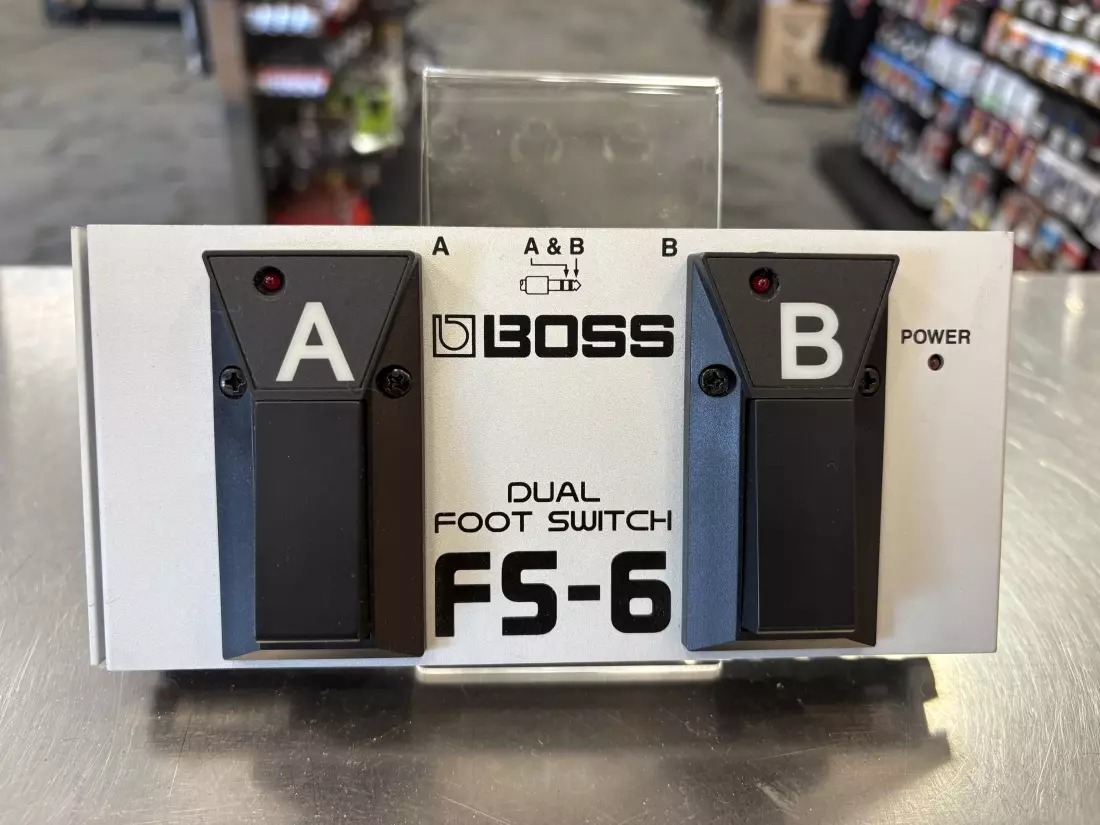 A A & B B
A
B
BOSS
POWER
DUAL
FOOT SWITCH
FS-6